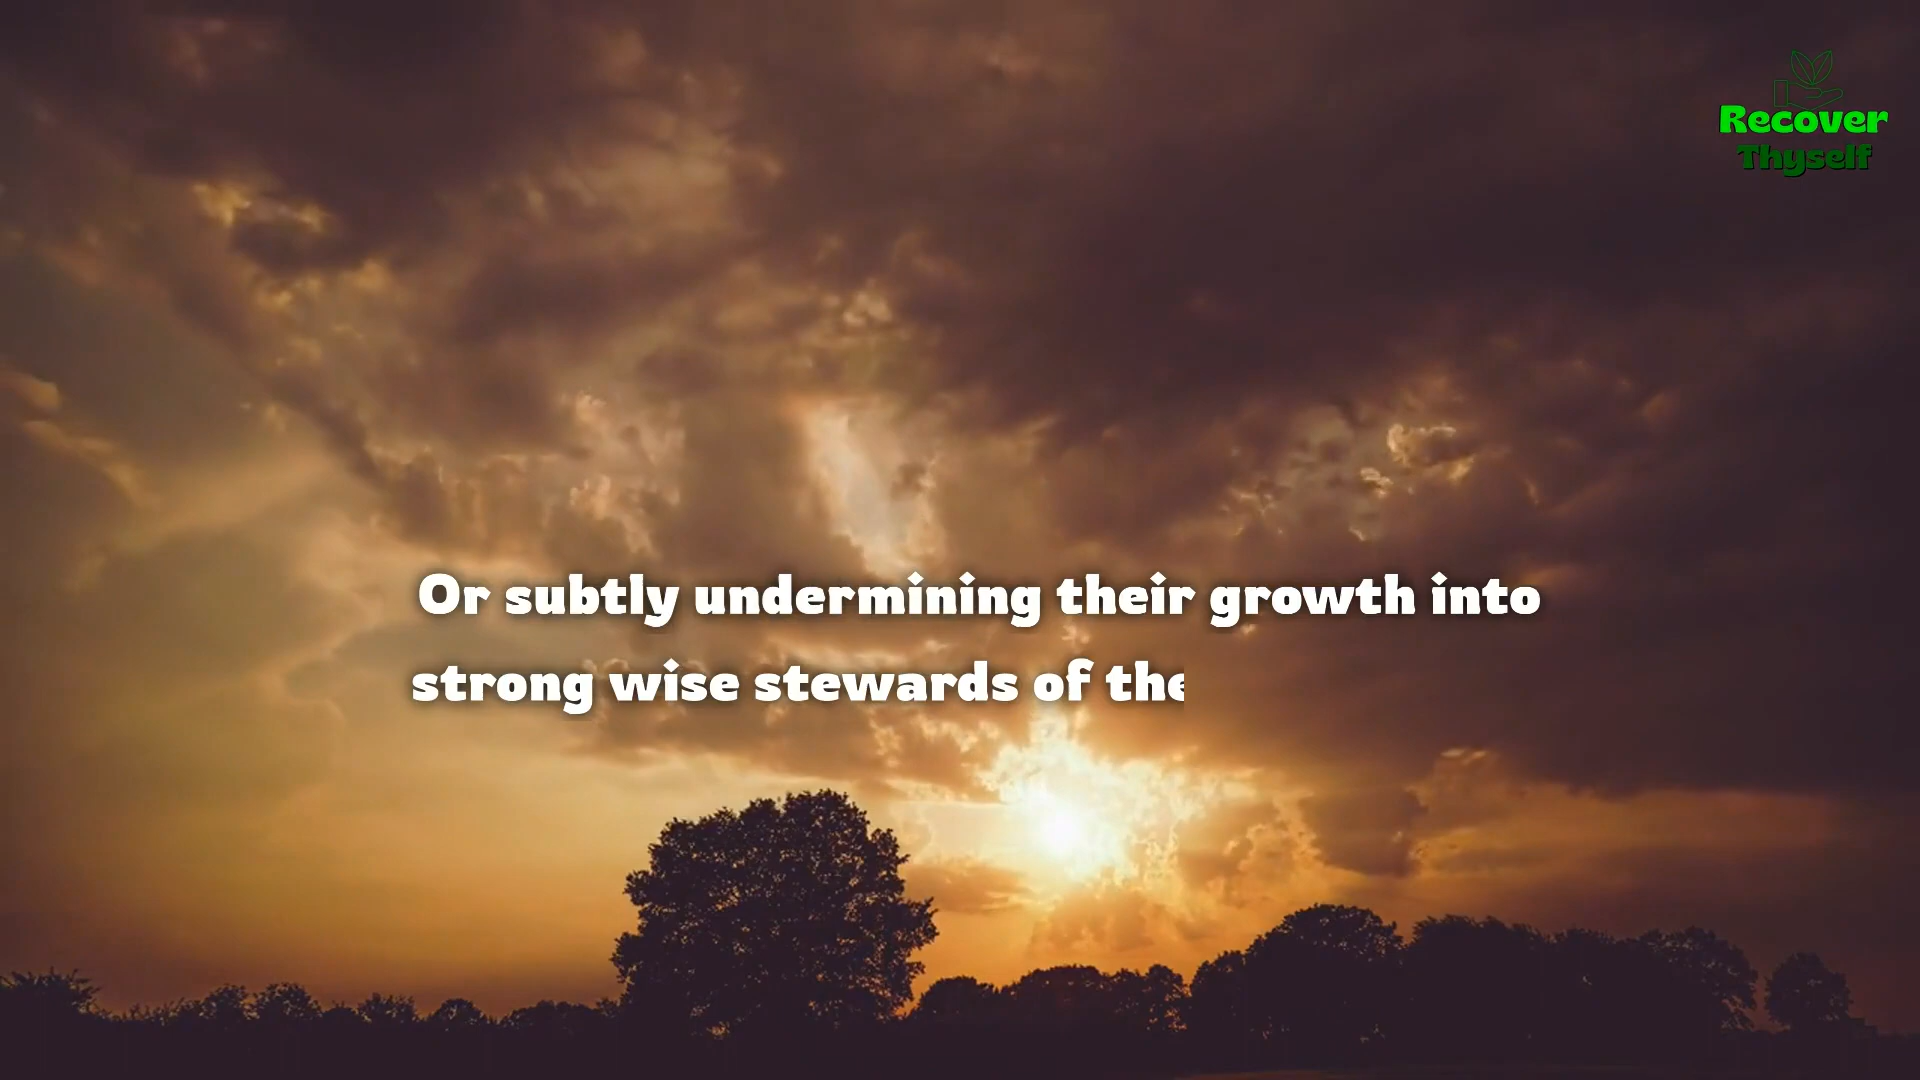 Recover
Thyself
Or subtly undermining their growth into
strong wise stewards of the